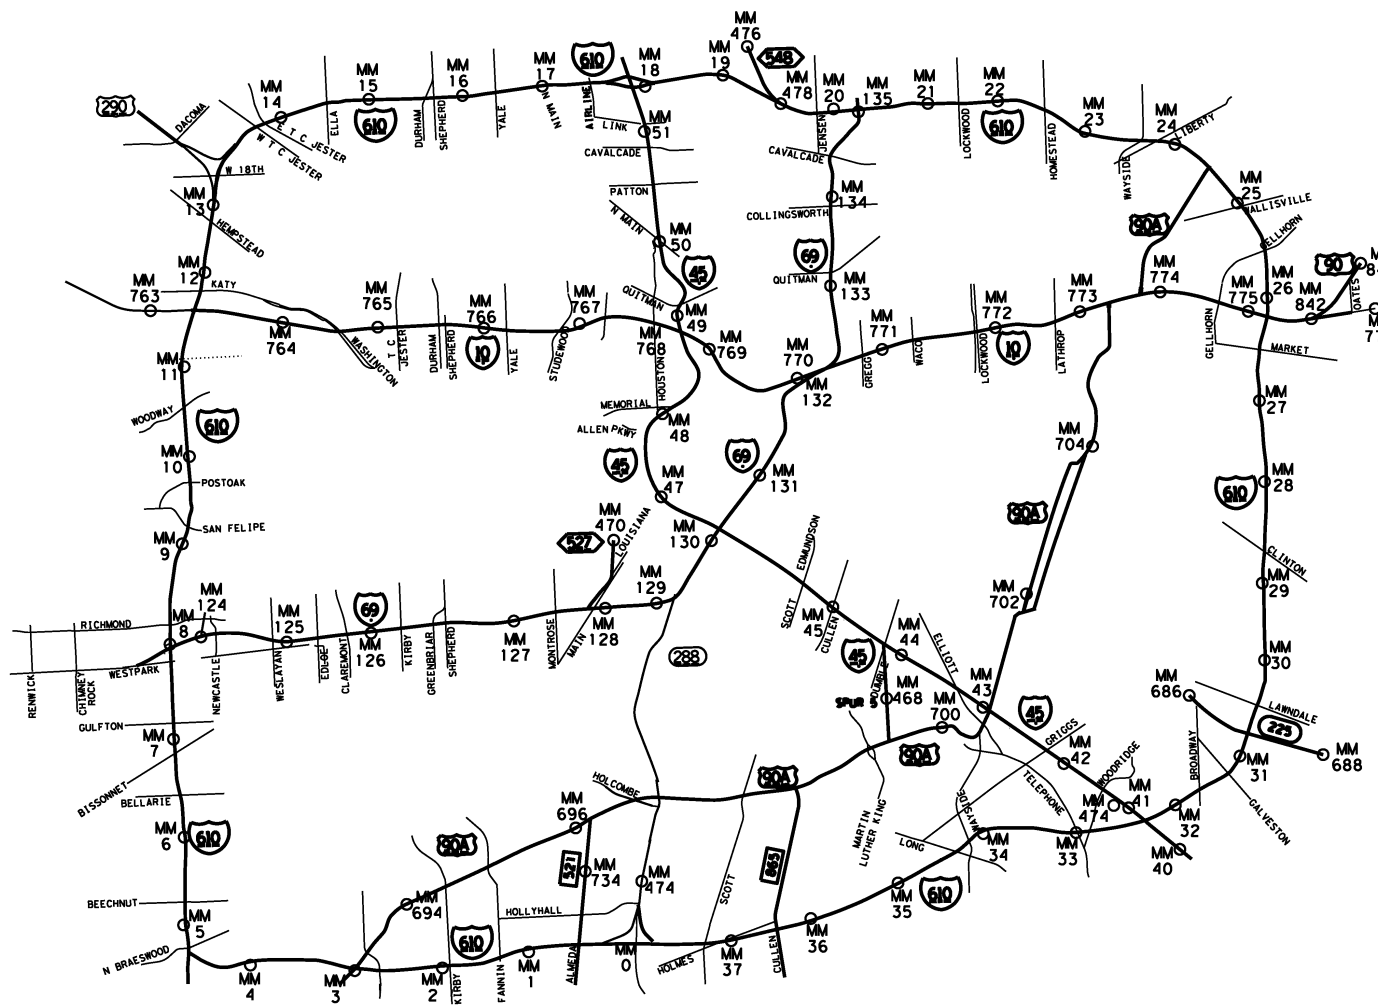 MM
476
548
MM
19
MM
18
610
MM
17
MM
16
MM
15
MM
14
290
DACOMA
E T C JESTER
W T C JESTER
ELLA
610
DURHAM
SHEPHERD
YALE
N MAIN
AIRLINE
LINK
MM
51
CAVALCADE
MM
478
MM
20
MM
135
JENSEN
CAVALCADE
MM
21
LOCKWOOD
MM
22
610
HOMESTEAD
MM
23
MM
24
LIBERTY
WAYSIDE
W 18TH
MM
13
HEMPSTEAD
PATTON
N MAIN
MM
50
MM
134
COLLINGSWORTH
69
MM
25
WALLISVILLE
90A
GELLHORN
MM
12
KATY
MM
763
MM
764
MM
765
T C
JESTER
DURHAM
SHEPHERD
MM
766
10
YALE
MM
767
STUDEWOOD
QUITMAN
45
MM
49
MM
768
MM
769
HOUSTON
QUITMAN
MM
133
MM
770
MM
132
MM
771
GREGG
WACO
MM
772
LOCKWOOD
10
MM
773
LATHROP
MM
774
MM
775
GELLHORN
MM
26
MM
842
90
OATES
MARKET
WASHINGTON
MM
11
WOODWAY
610
MM
10
POSTOAK
SAN FELIPE
MM
9
MEMORIAL
ALLEN PKWY
MM
48
45
MM
47
69
MM
131
MM
130
MM
704
90A
MM
702
MM
27
MM
28
610
CLINTON
MM
29
MM
30
MM
470
527
LOUISIANA
MM
129
MM
128
MAIN
MONTROSE
MM
127
SHEPHERD
GREENBRIAR
KIRBY
69
MM
126
CLAREMONT
EDLOE
MM
125
WESLAYAN
NEWCASTLE
MM
124
MM
8
RICHMOND
WESTPARK
RENWICK
CHIMNEY
ROCK
288
SCOTT
EDMUNDSON
MM
45
CULLEN
45
MM
44
DUMBLE
MM
468
SPUR 5
ELLIOTT
MM
43
45
MM
700
90A
GRIGGS
MM
42
TELEPHONE
WOODRIDGE
MM
474
MM
41
MM
40
MM
686
BROADWAY
LAWNDALE
225
MM
688
MM
31
GALVESTON
MM
32
MM
33
MM
34
WAYSIDE
LONG
610
MM
35
MARTIN
LUTHER KING
GULFTON
MM
7
BISSONNET
BELLARIE
MM
6
610
BEECHNUT
MM
5
N BRAESWOOD
MM
4
MM
3
MM
2
KIRBY
610
FANNIN
MM
1
ALMEDA
HOLLYHALL
90A
MM
694
MM
696
HOLCOMBE
521
MM
734
MM
474
MM
0
HOLMES
SCOTT
MM
37
CULLEN
865
90A
MM
36